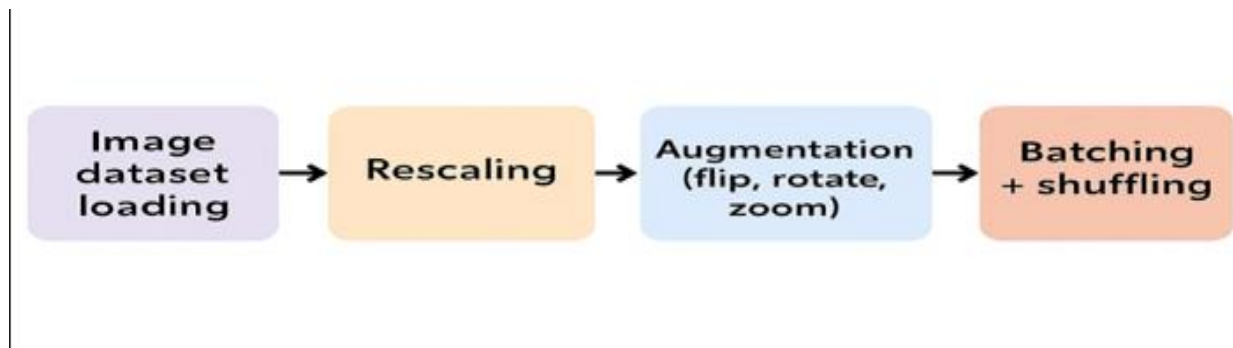 Image
dataset
loading
Rescaling
Augmentation
(flip, rotate,
zoom)
Batching
+ shuffling